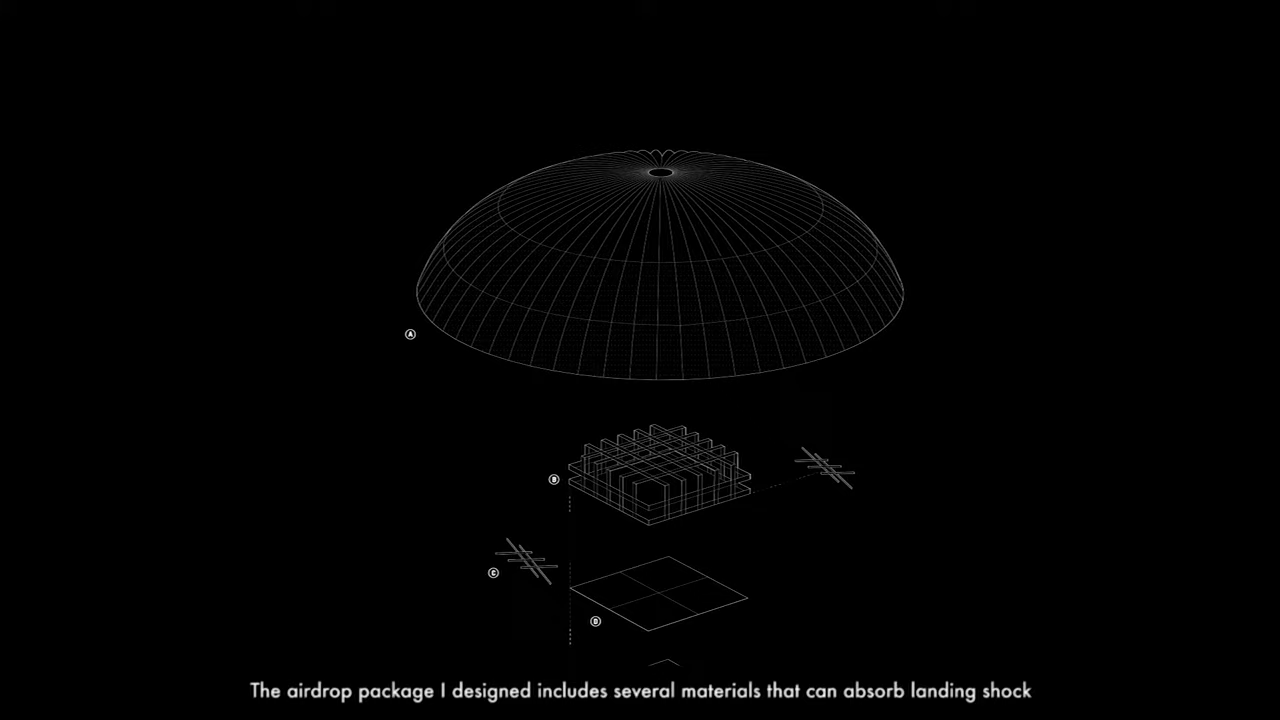 A
B
C
D
The airdrop package I designed includes several materials that can absorb landing shock